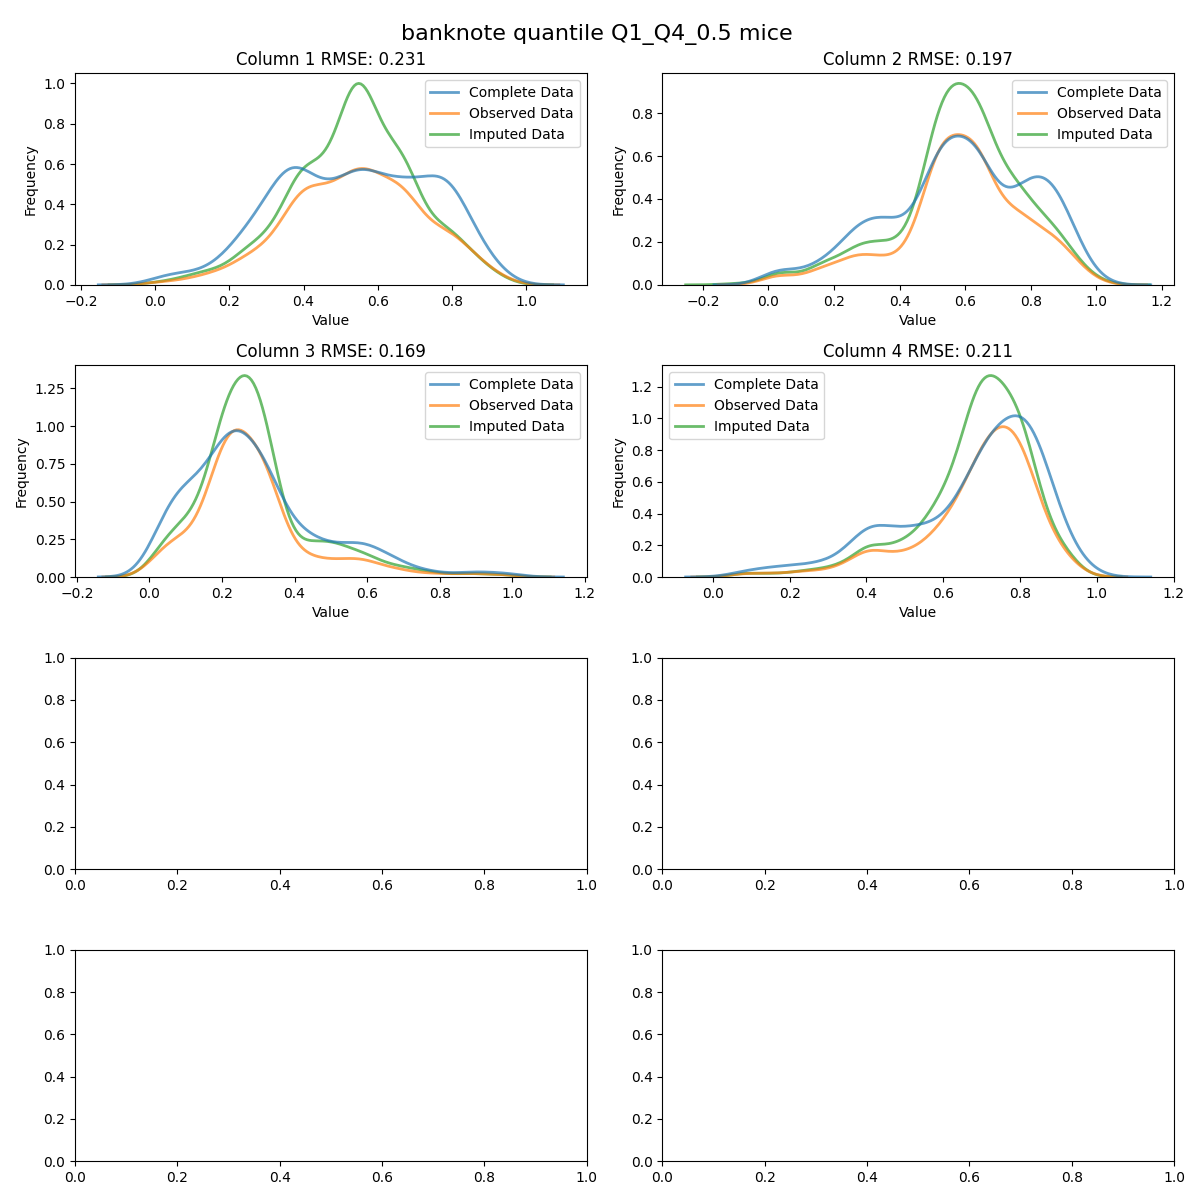 banknote quantile Q1_Q4_0.5 mice
Column 1 RMSE: 0.231
Complete Data
Observed Data
Imputed Data
Frequency
1.0
0.8
0.6
0.4
0.2
0.0
−0.2 0.0 0.2 0.4 0.6 0.8 1.0
Value
Column 2 RMSE: 0.197
Complete Data
Observed Data
Imputed Data
Frequency
0.8
0.6
0.4
0.2
0.0
−0.2 0.0 0.2 0.4 0.6 0.8 1.0 1.2
Value
Column 3 RMSE: 0.169
Complete Data
Observed Data
Imputed Data
Frequency
1.25
1.00
0.75
0.50
0.25
0.00
−0.2 0.0 0.2 0.4 0.6 0.8 1.0 1.2
Value
Column 4 RMSE: 0.211
Complete Data
Observed Data
Imputed Data
Frequency
1.2
1.0
0.8
0.6
0.4
0.2
0.0
0.0 0.2 0.4 0.6 0.8 1.0 1.2
Value
1.0
0.8
0.6
0.4
0.2
0.0
0.0 0.2 0.4 0.6 0.8 1.0
1.0
0.8
0.6
0.4
0.2
0.0
0.0 0.2 0.4 0.6 0.8 1.0
1.0
0.8
0.6
0.4
0.2
0.0
0.0 0.2 0.4 0.6 0.8 1.0
1.0
0.8
0.6
0.4
0.2
0.0
0.0 0.2 0.4 0.6 0.8 1.0